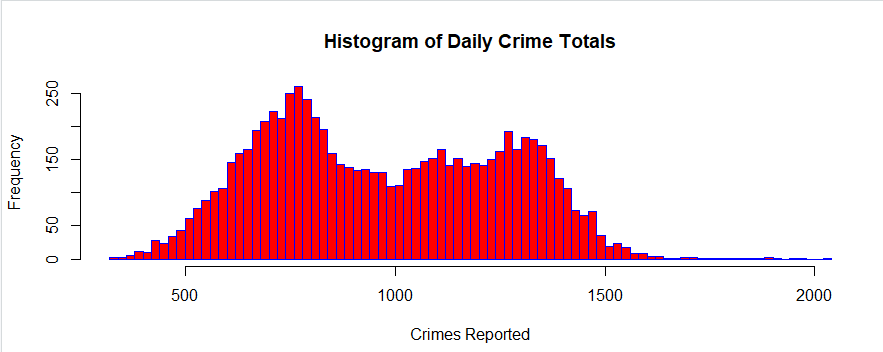 Histogram of Daily Crime Totals
Frequency
250
150
50
0
500 1000 1500 2000
Crimes Reported